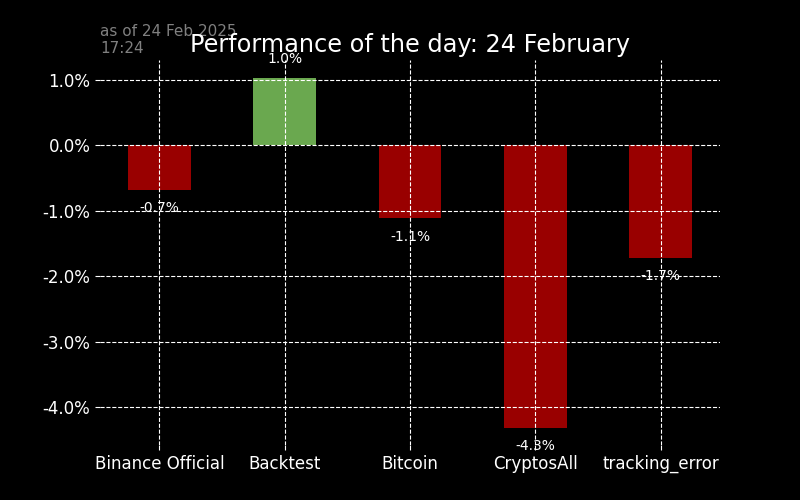 as of 24 Feb 2025
17:24
Performance of the day: 24 February
1.0%
1.0%
0.0%
-0.7%
-1.0%
-1.1%
-1.7%
-2.0%
-3.0%
-4.0%
-4.3%
Binance Official
Backtest
Bitcoin
CryptosAll
tracking_error